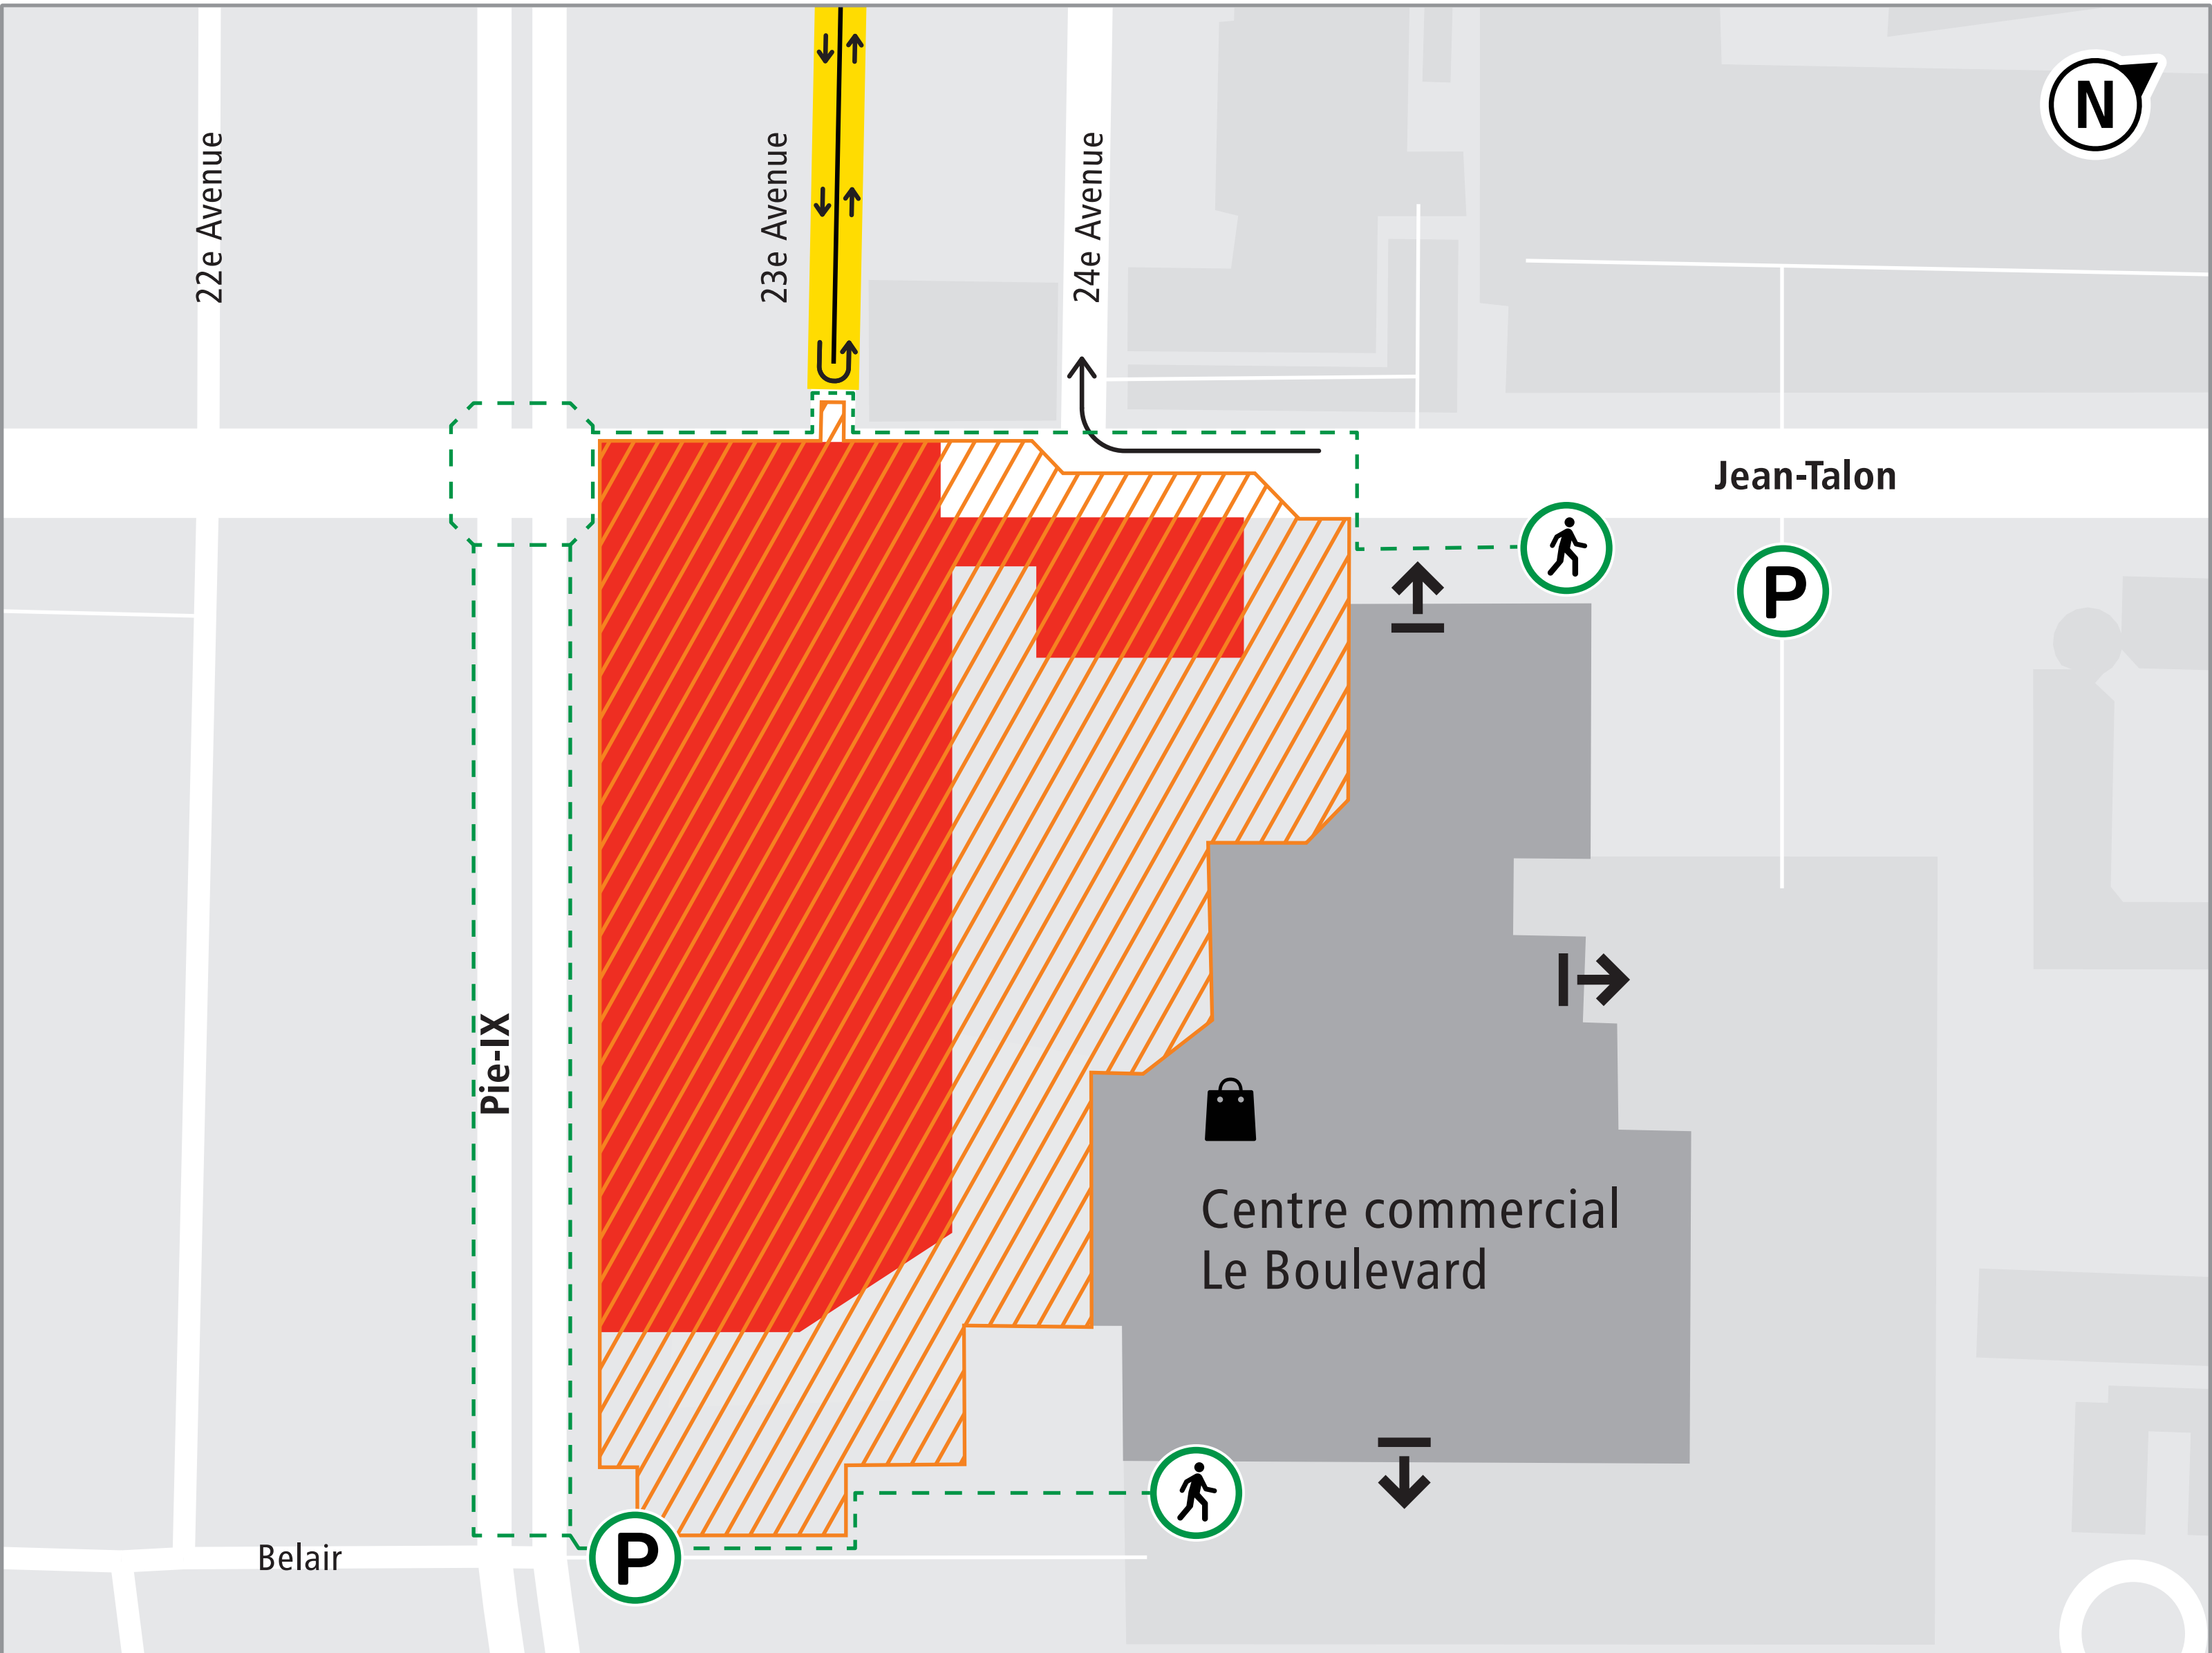 N
22e Avenue
23e Avenue
24e Avenue
Jean-Talon
P
Pie-IX
Centre commercial
Le Boulevard
Belair
P